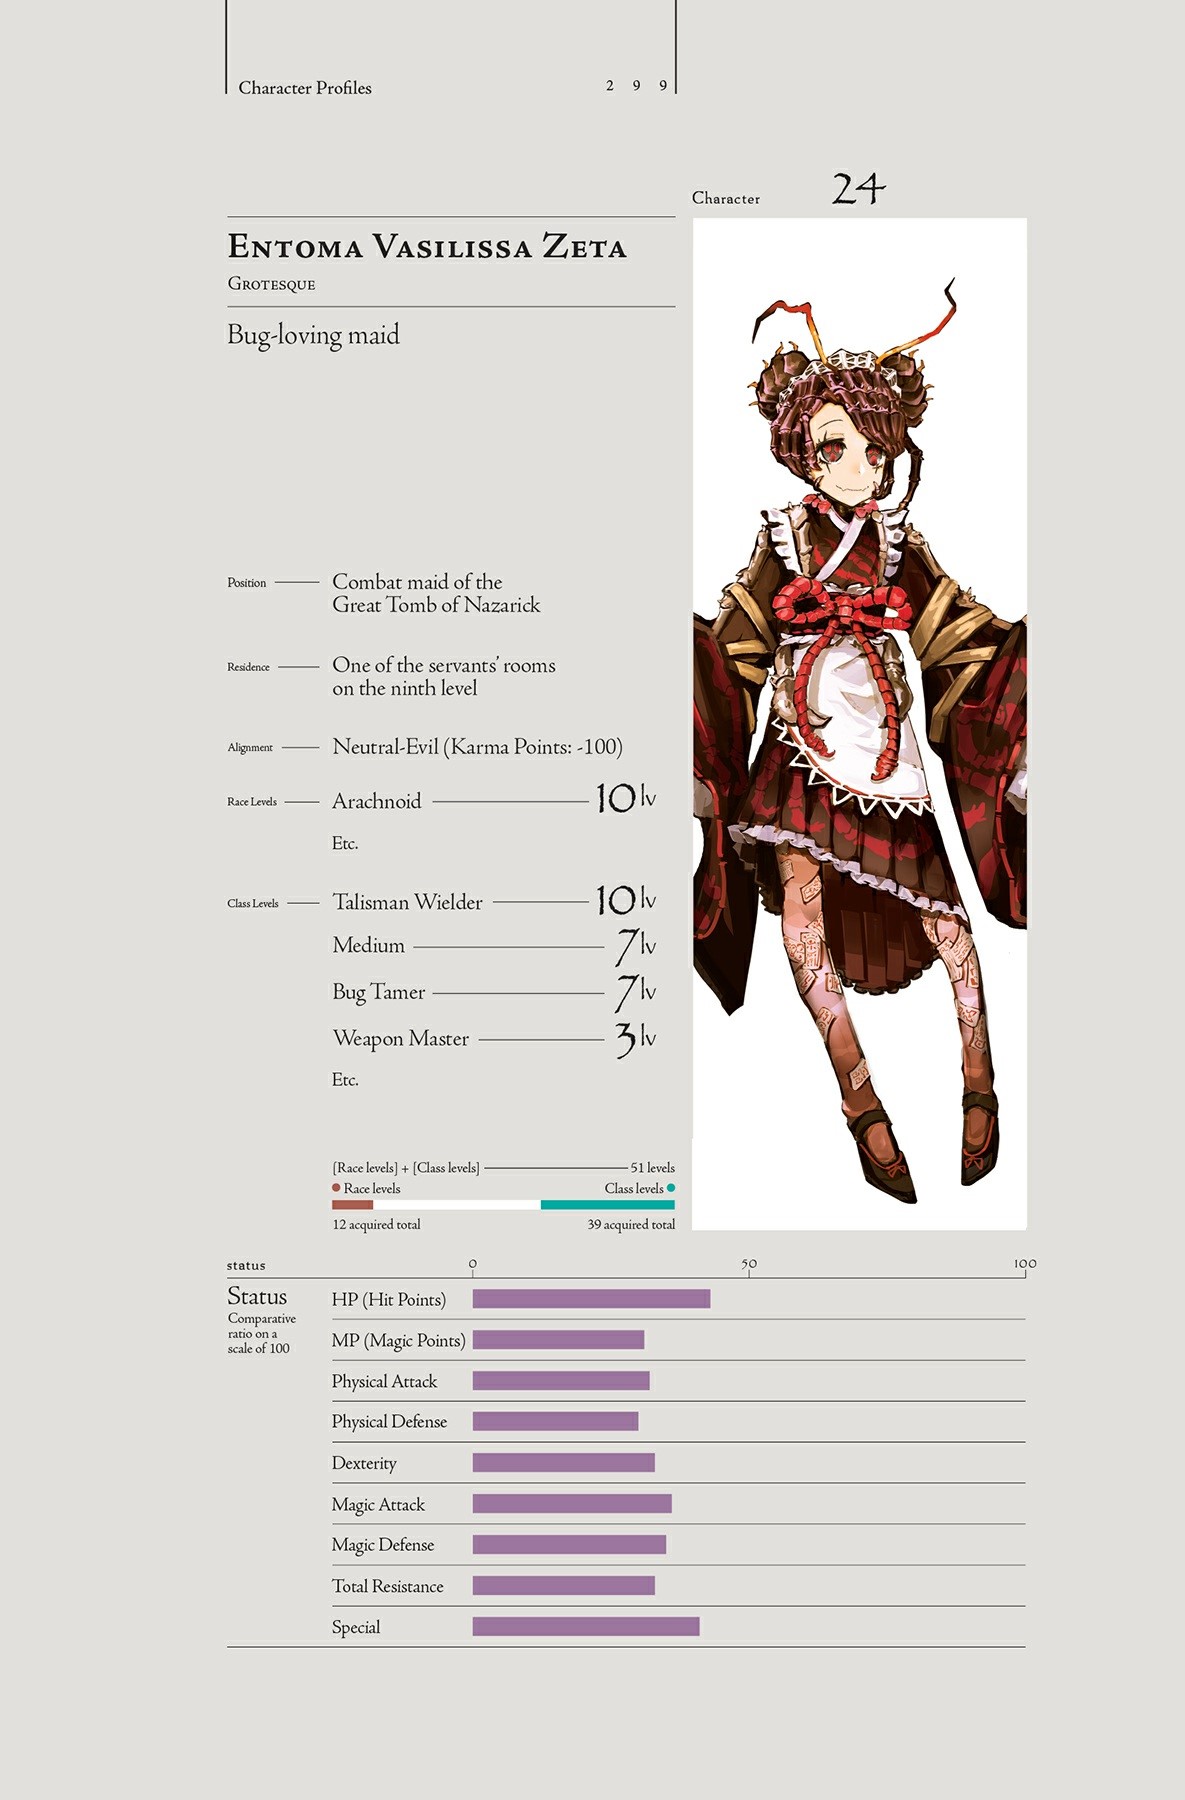 Character Profiles
2 9 9
Character 24
Entoma Vasilissa Zeta
Grotesque
Bug-loving maid
Position
Combat maid of the
Great Tomb of Nazarick
Residence
One of the servants’ rooms
on the ninth level
Alignment
Neutral-Evil (Karma Points: -100)
Race Levels
Arachnoid 10 lv
Etc.
Class Levels
Talisman Wielder 10 lv
Medium 7 lv
Bug Tamer 7 lv
Weapon Master 3 lv
Etc.
[Race levels] + [Class levels] 51 levels
Race levels Class levels
12 acquired total 39 acquired total
status 0 50 100
Status
Comparative
ratio on a
scale of 100
HP (Hit Points)
MP (Magic Points)
Physical Attack
Physical Defense
Dexterity
Magic Attack
Magic Defense
Total Resistance
Special